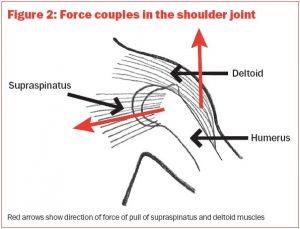 Figure 2: Force couples in the shoulder joint
Deltoid
Supraspinatus
Humerus
Red arrows show direction of force of pull of supraspinatus and deltoid muscles